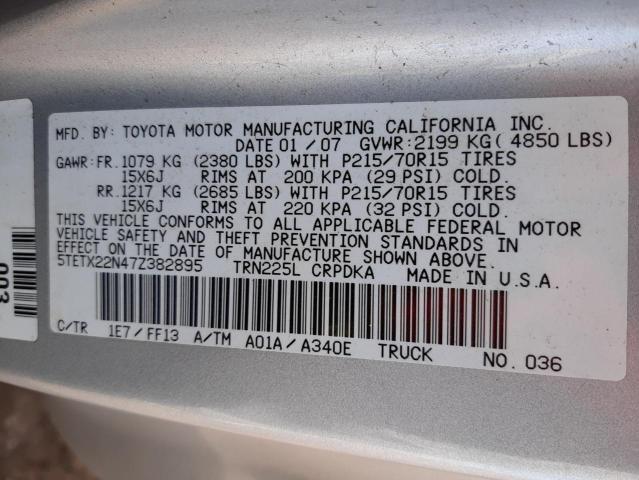 MFD. BY: TOYOTA MOTOR MANUFACTURING CALIFORNIA INC.
DATE 01 / 07 GVWR: 2199 KG ( 4850 LBS)
GAWR: FR. 1079 KG (2380 LBS) WITH P215/70R15 TIRES
15X6J RIMS AT 200 KPA (29 PSI) COLD.
RR. 1217 KG (2685 LBS) WITH P215/70R15 TIRES
15X6J RIMS AT 220 KPA (32 PSI) COLD.
THIS VEHICLE CONFORMS TO ALL APPLICABLE FEDERAL MOTOR
VEHICLE SAFETY AND THEFT PREVENTION STANDARDS IN
EFFECT ON THE DATE OF MANUFACTURE SHOWN ABOVE.
5TETX22N47Z382895 TRN225L CRPDKA MADE IN U.S.A.
C/TR 1E7 / FF13 A/TM A01A / A340E TRUCK NO. 036
003